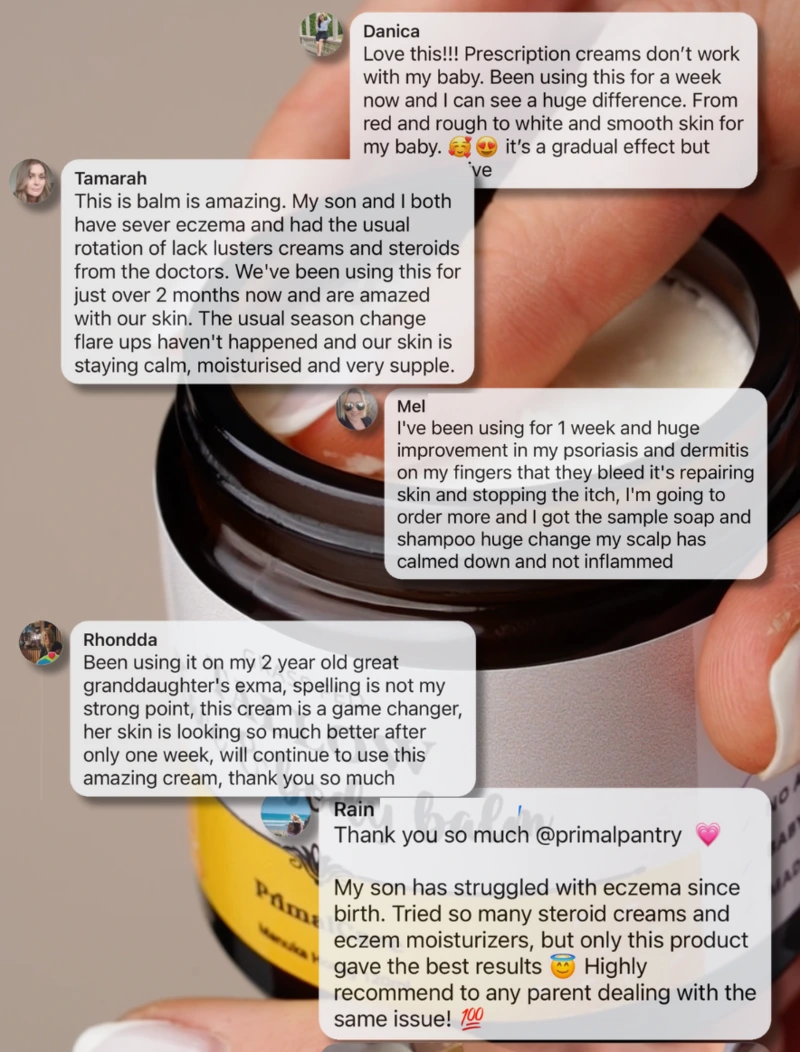 Danica
Love this!!! Prescription creams don't work
with my baby. Been using this for a week
now and I can see a huge difference. From
red and rough to white and smooth skin for
my baby. 🥰😍 it's a gradual effect but
've
Tamarah
This is balm is amazing. My son and I both
have sever eczema and had the usual
rotation of lack lusters creams and steroids
from the doctors. We've been using this for
just over 2 months now and are amazed
with our skin. The usual season change
flare ups haven't happened and our skin is
staying calm, moisturised and very supple.
Mel
I've been using for 1 week and huge
improvement in my psoriasis and dermitis
on my fingers that they bleed it's repairing
skin and stopping the itch, I'm going to
order more and I got the sample soap and
shampoo huge change my scalp has
calmed down and not inflammed
Rhondda
Been using it on my 2 year old great
granddaughter's exma, spelling is not my
strong point, this cream is a game changer,
her skin is looking so much better after
only one week, will continue to use this
amazing cream, thank you so much
Rain
Thank you so much @primalpantry 💗
My son has struggled with eczema since
birth. Tried so many steroid creams and
eczem moisturizers, but only this product
gave the best results 😇 Highly
recommend to any parent dealing with the
same issue! 💯
body balm
Manuka